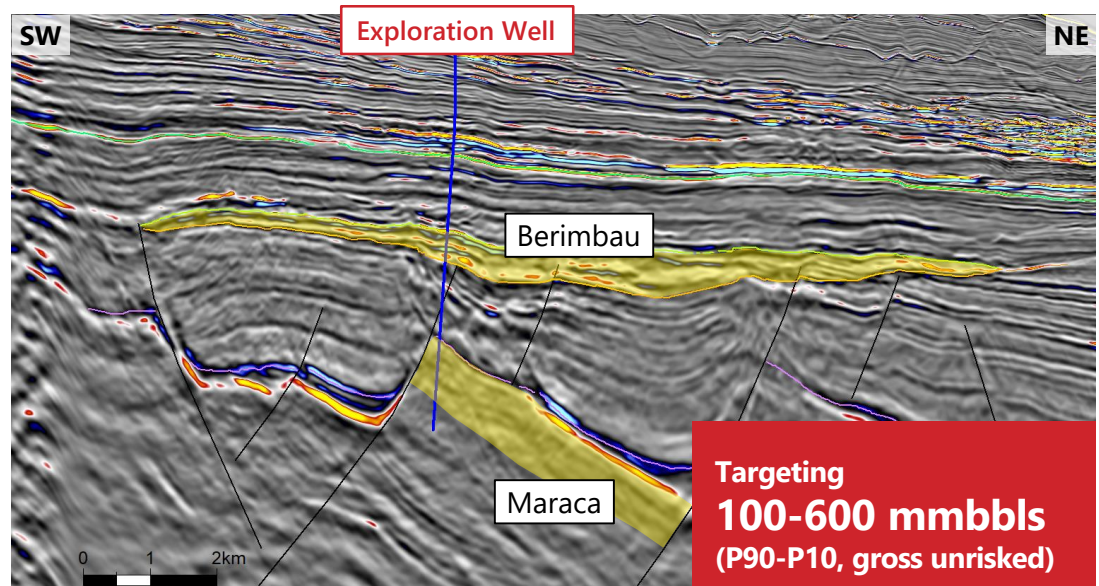 SW
Exploration Well
NE
Berimbau
Maraca
0 1 2km
Targeting
100-600 mmbbls
(P90-P10, gross unrisked)